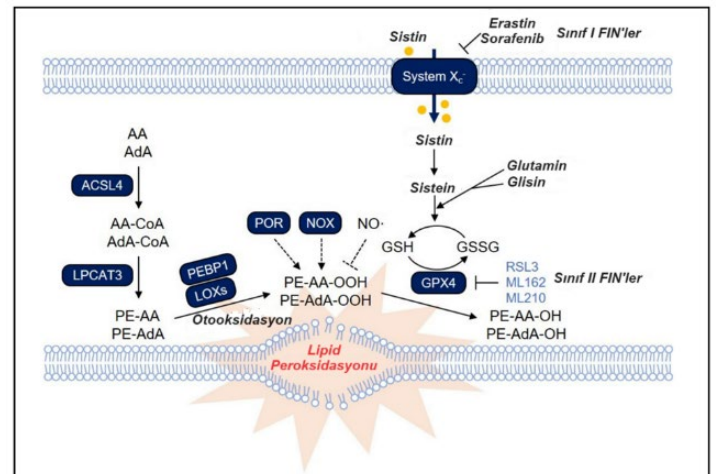 Sistin
Erastin
Sorafenib
Sınıf I FIN'ler
System Xc-
Sistin
AA
AdA
ACSL4
Sistein
Glutamin
Glisin
AA-CoA
AdA-CoA
POR
NOX
NO·
GSH
GSSG
LPCAT3
PEBP1
LOXs
GPX4
RSL3
ML162
ML210
Sınıf II FIN'ler
PE-AA-OOH
PE-AdA-OOH
PE-AA
PE-AdA
Otooksidasyon
PE-AA-OH
PE-AdA-OH
Lipid
Peroksidasyonu